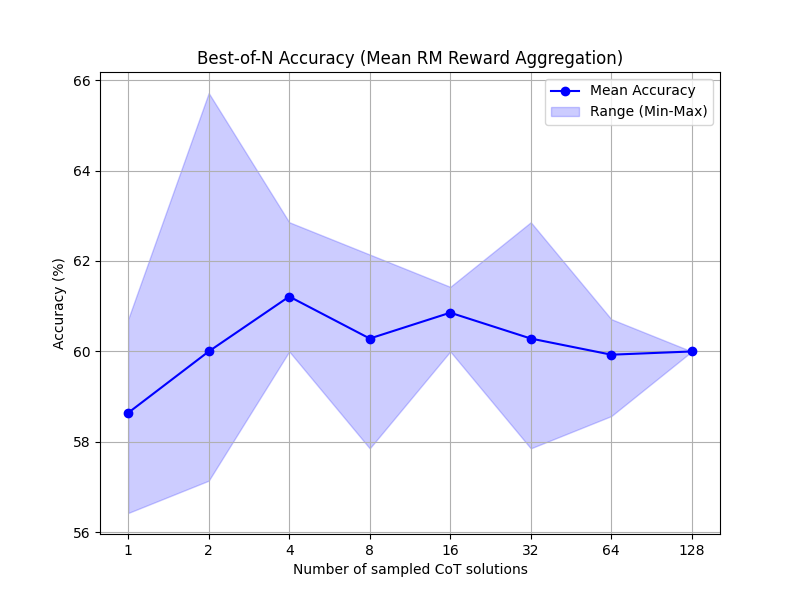 Best-of-N Accuracy (Mean RM Reward Aggregation)
Mean Accuracy
Range (Min-Max)
Accuracy (%)
66
64
62
60
58
56
1 2 4 8 16 32 64 128
Number of sampled CoT solutions